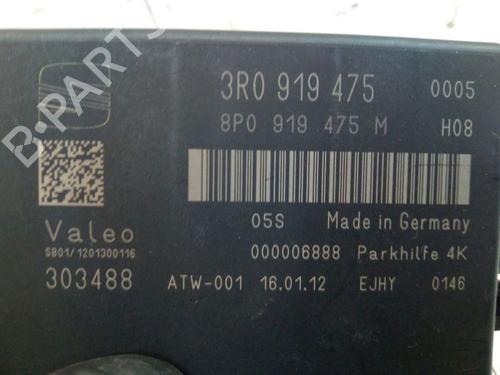 B-PARTS
3R0 919 475 0005
8P0 919 475 M H08
Valeo 05S Made in Germany
SB01/1201300116 000006888 Parkhilfe 4K
303488 ATW-001 16.01.12 EJHY 0146